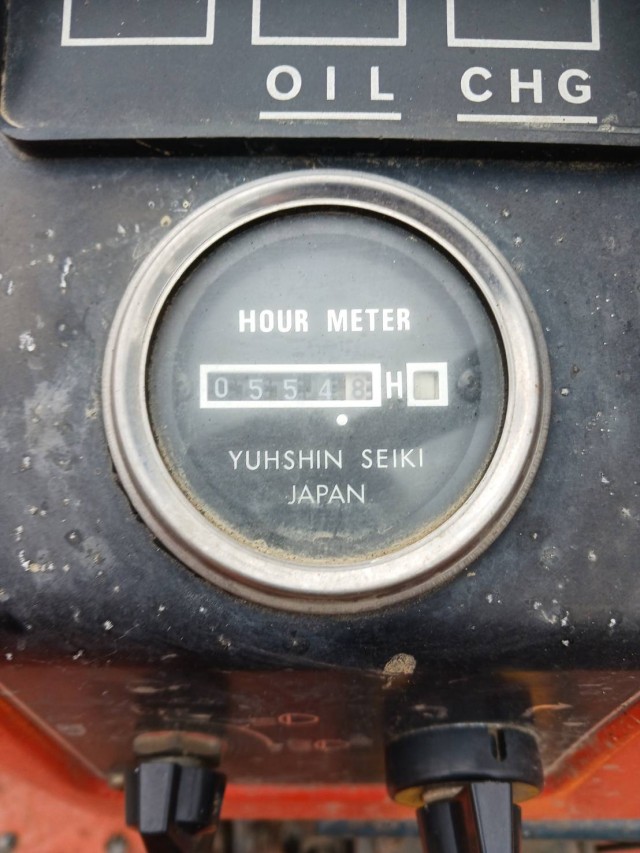 OIL CHG
HOUR METER
05548 H
YUHSHIN SEIKI
JAPAN